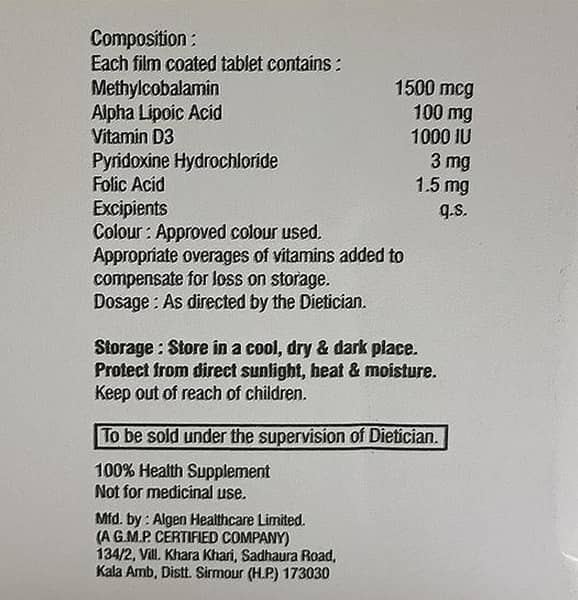 Composition :
Each film coated tablet contains :
Methylcobalamin 1500 mcg
Alpha Lipoic Acid 100 mg
Vitamin D3 1000 IU
Pyridoxine Hydrochloride 3 mg
Folic Acid 1.5 mg
Excipients q.s.
Colour : Approved colour used.
Appropriate overages of vitamins added to
compensate for loss on storage.
Dosage : As directed by the Dietician.
Storage : Store in a cool, dry & dark place.
Protect from direct sunlight, heat & moisture.
Keep out of reach of children.
To be sold under the supervision of Dietician.
100% Health Supplement
Not for medicinal use.
Mfd. by : Algen Healthcare Limited.
(A G.M.P. CERTIFIED COMPANY)
134/2, Vill. Khara Khari, Sadhaura Road,
Kala Amb, Distt. Sirmour (H.P.) 173030